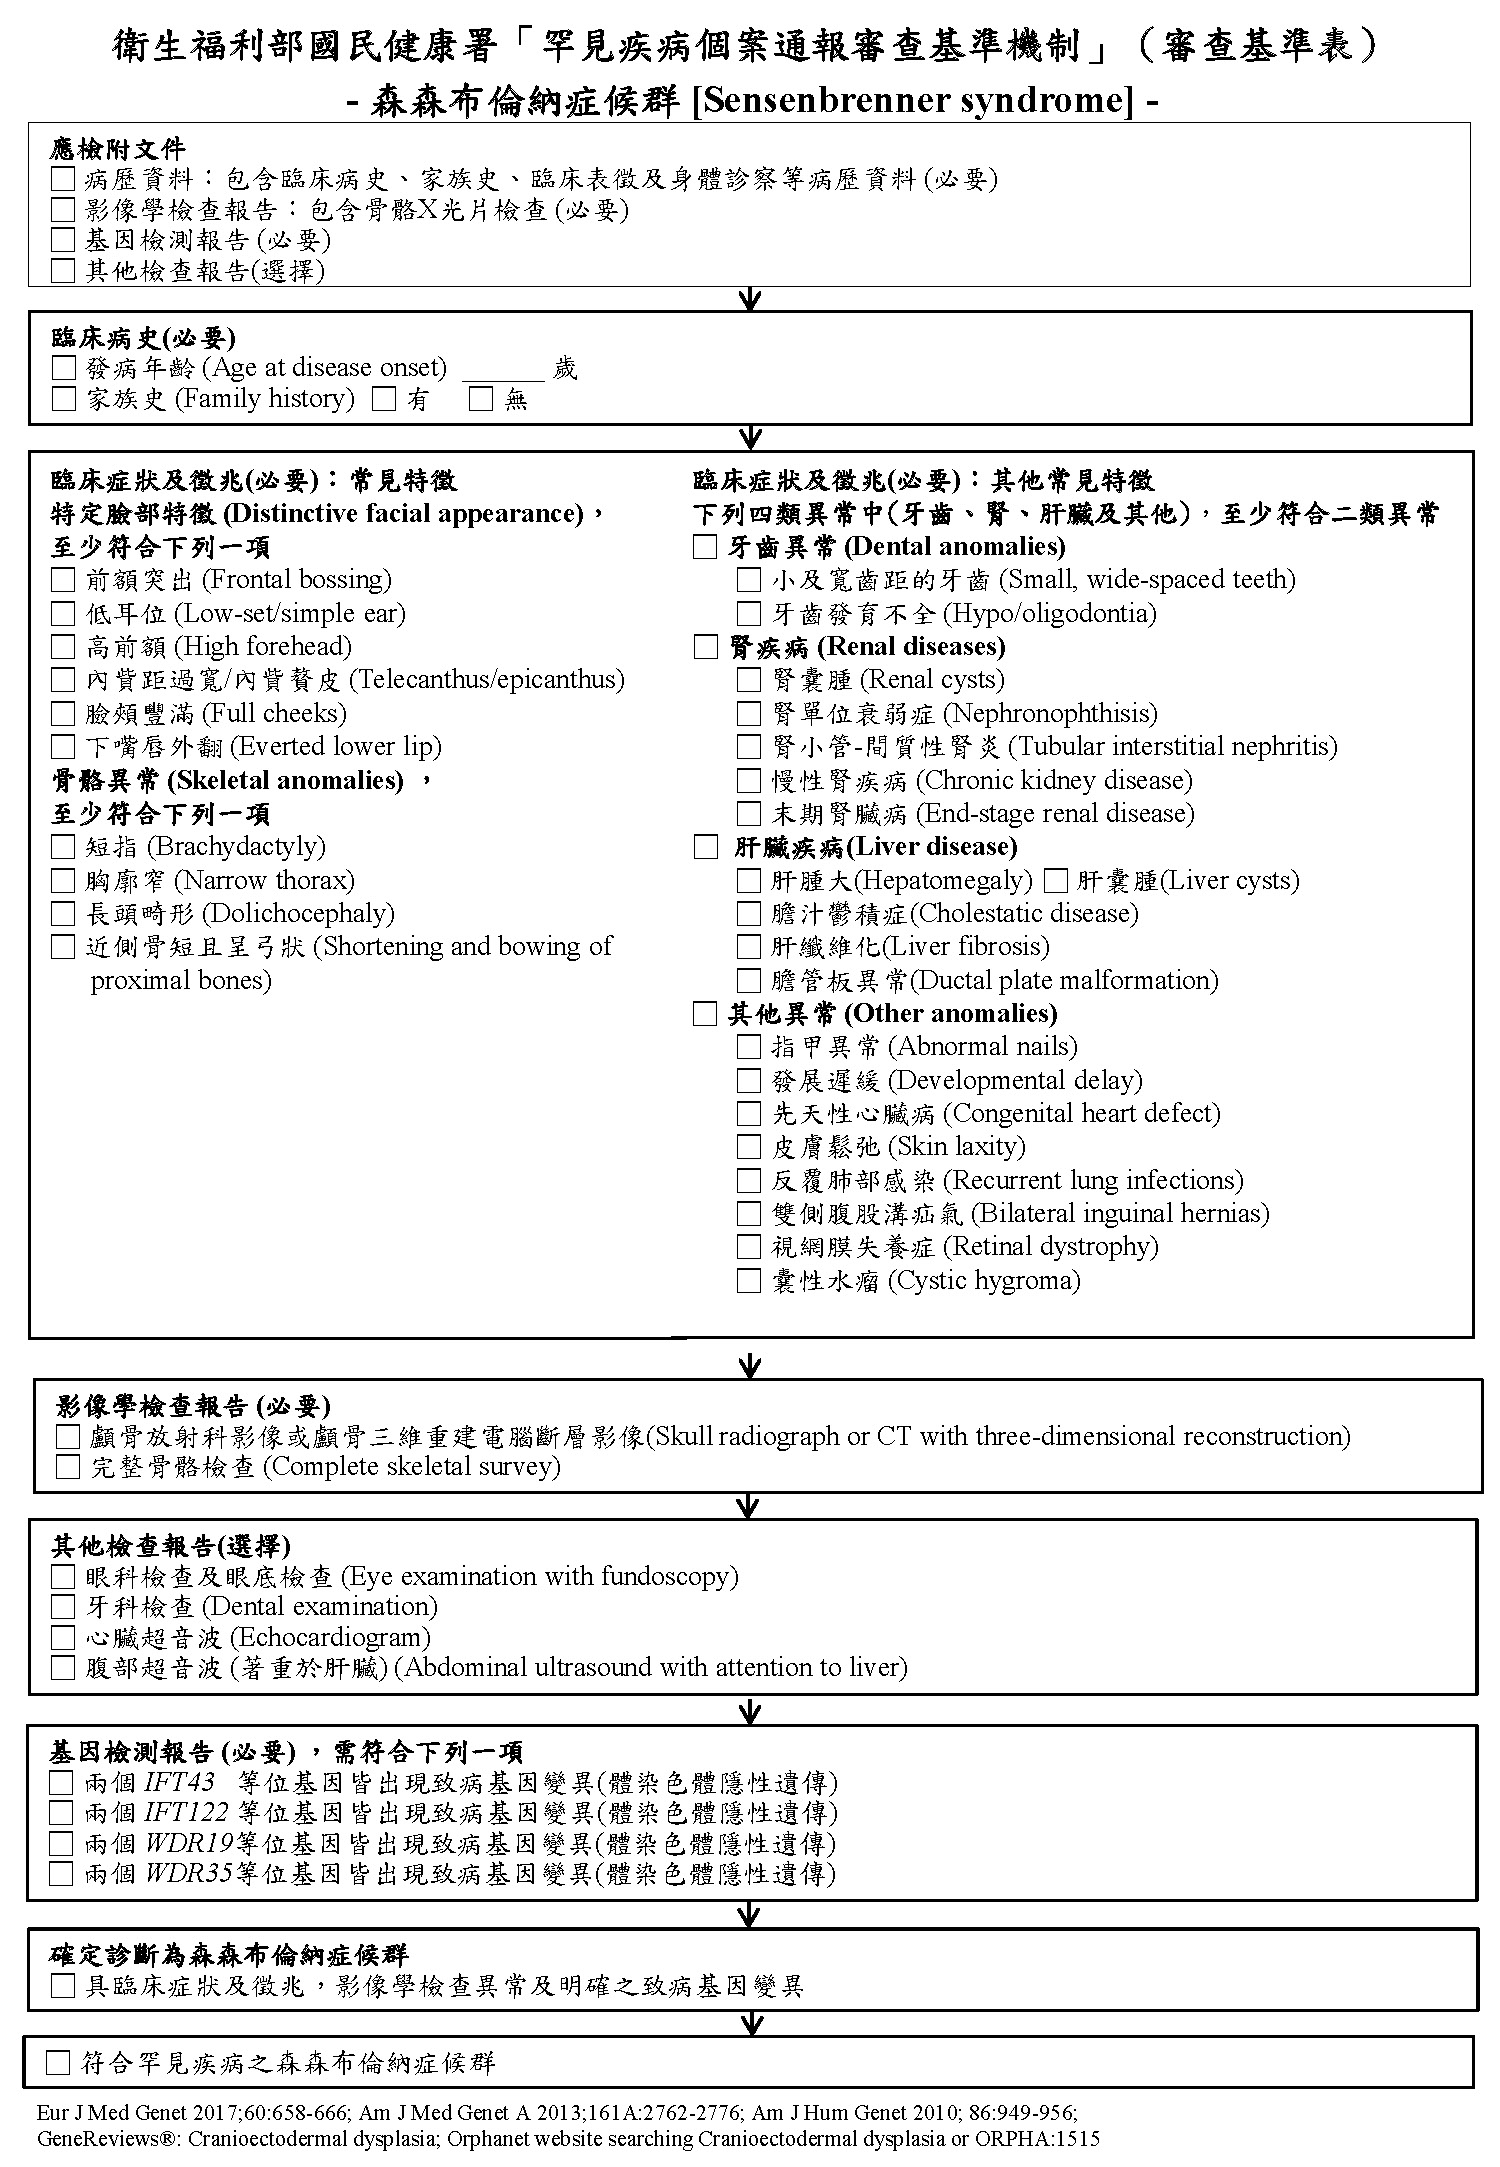 衛生福利部國民健康署「罕見疾病個案通報審查基準機制」（審查基準表）
- 森森布倫納症候群 [Sensenbrenner syndrome] -
應檢附文件
□ 病歷資料：包含臨床病史、家族史、臨床表徵及身體診察等病歷資料 (必要)
□ 影像學檢查報告：包含骨骼X光片檢查 (必要)
□ 基因檢測報告 (必要)
□ 其他檢查報告(選擇)
臨床病史(必要)
□ 發病年齡 (Age at disease onset) ______ 歲
□ 家族史 (Family history) □ 有 □ 無
臨床症狀及徵兆(必要)：常見特徵
特定臉部特徵 (Distinctive facial appearance)，
至少符合下列一項
□ 前額突出 (Frontal bossing)
□ 低耳位 (Low-set/simple ear)
□ 高前額 (High forehead)
□ 內眥距過寬/內眥贅皮 (Telecanthus/epicanthus)
□ 臉頰豐滿 (Full cheeks)
□ 下嘴唇外翻 (Everted lower lip)
骨骼異常 (Skeletal anomalies) ，
至少符合下列一項
□ 短指 (Brachydactyly)
□ 胸廓窄 (Narrow thorax)
□ 長頭畸形 (Dolichocephaly)
□ 近側骨短且呈弓狀 (Shortening and bowing of
proximal bones)
臨床症狀及徵兆(必要)：其他常見特徵
下列四類異常中(牙齒、腎、肝臟及其他)，至少符合二類異常
□ 牙齒異常 (Dental anomalies)
□ 小及寬齒距的牙齒 (Small, wide-spaced teeth)
□ 牙齒發育不全 (Hypo/oligodontia)
□ 腎疾病 (Renal diseases)
□ 腎囊腫 (Renal cysts)
□ 腎單位衰弱症 (Nephronophthisis)
□ 腎小管-間質性腎炎 (Tubular interstitial nephritis)
□ 慢性腎疾病 (Chronic kidney disease)
□ 末期腎臟病 (End-stage renal disease)
□ 肝臟疾病(Liver disease)
□ 肝腫大(Hepatomegaly) □ 肝囊腫(Liver cysts)
□ 膽汁鬱積症(Cholestatic disease)
□ 肝纖維化(Liver fibrosis)
□ 膽管板異常(Ductal plate malformation)
□ 其他異常 (Other anomalies)
□ 指甲異常 (Abnormal nails)
□ 發展遲緩 (Developmental delay)
□ 先天性心臟病 (Congenital heart defect)
□ 皮膚鬆弛 (Skin laxity)
□ 反覆肺部感染 (Recurrent lung infections)
□ 雙側腹股溝疝氣 (Bilateral inguinal hernias)
□ 視網膜失養症 (Retinal dystrophy)
□ 囊性水瘤 (Cystic hygroma)
影像學檢查報告 (必要)
□ 顱骨放射科影像或顱骨三維重建電腦斷層影像(Skull radiograph or CT with three-dimensional reconstruction)
□ 完整骨骼檢查 (Complete skeletal survey)
其他檢查報告(選擇)
□ 眼科檢查及眼底檢查 (Eye examination with fundoscopy)
□ 牙科檢查 (Dental examination)
□ 心臟超音波 (Echocardiogram)
□ 腹部超音波 (著重於肝臟) (Abdominal ultrasound with attention to liver)
基因檢測報告 (必要) ，需符合下列一項
□ 兩個 IFT43 等位基因皆出現致病基因變異(體染色體隱性遺傳)
□ 兩個 IFT122 等位基因皆出現致病基因變異(體染色體隱性遺傳)
□ 兩個 WDR19等位基因皆出現致病基因變異(體染色體隱性遺傳)
□ 兩個 WDR35等位基因皆出現致病基因變異(體染色體隱性遺傳)
確定診斷為森森布倫納症候群
□ 具臨床症狀及徵兆，影像學檢查異常及明確之致病基因變異
□ 符合罕見疾病之森森布倫納症候群
Eur J Med Genet 2017;60:658-666; Am J Med Genet A 2013;161A:2762-2776; Am J Hum Genet 2010; 86:949-956;
GeneReviews®: Cranioectodermal dysplasia; Orphanet website searching Cranioectodermal dysplasia or ORPHA:1515